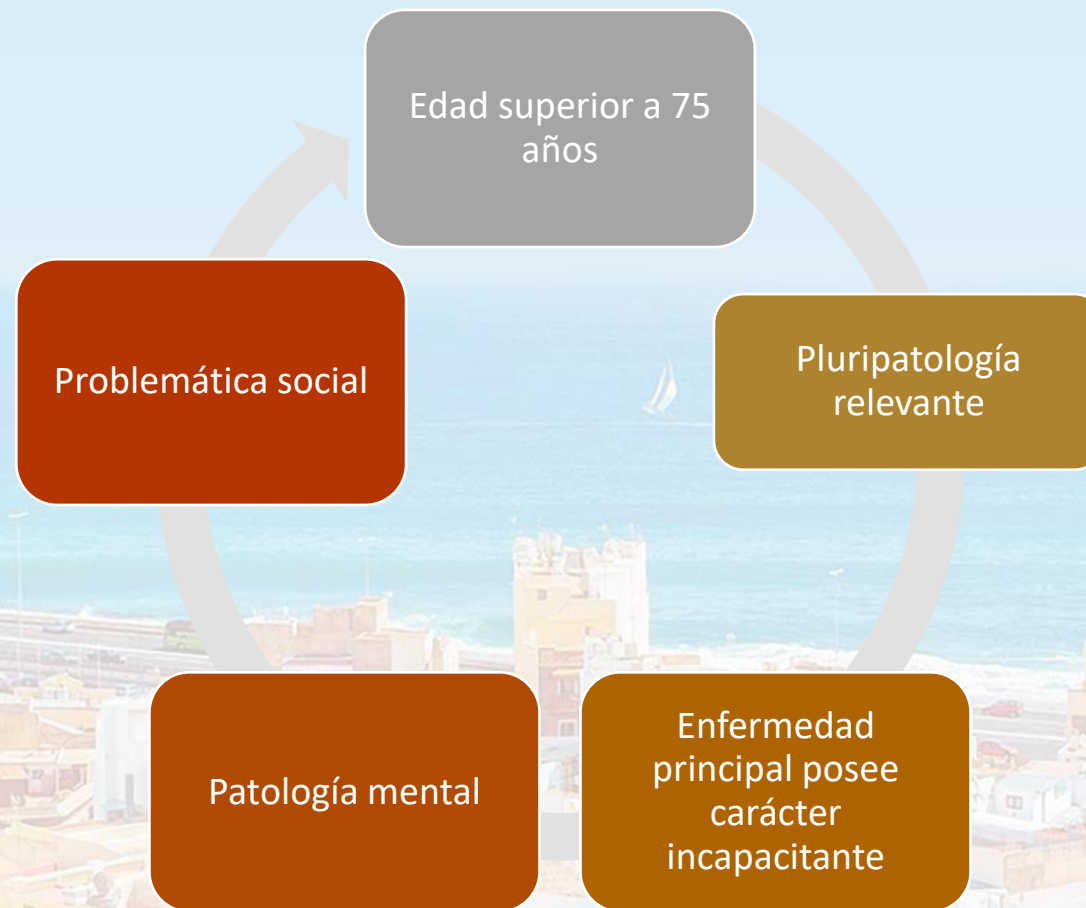 Edad superior a 75
años
Pluripatología
relevante
Enfermedad
principal posee
carácter
incapacitante
Patología mental
Problemática social